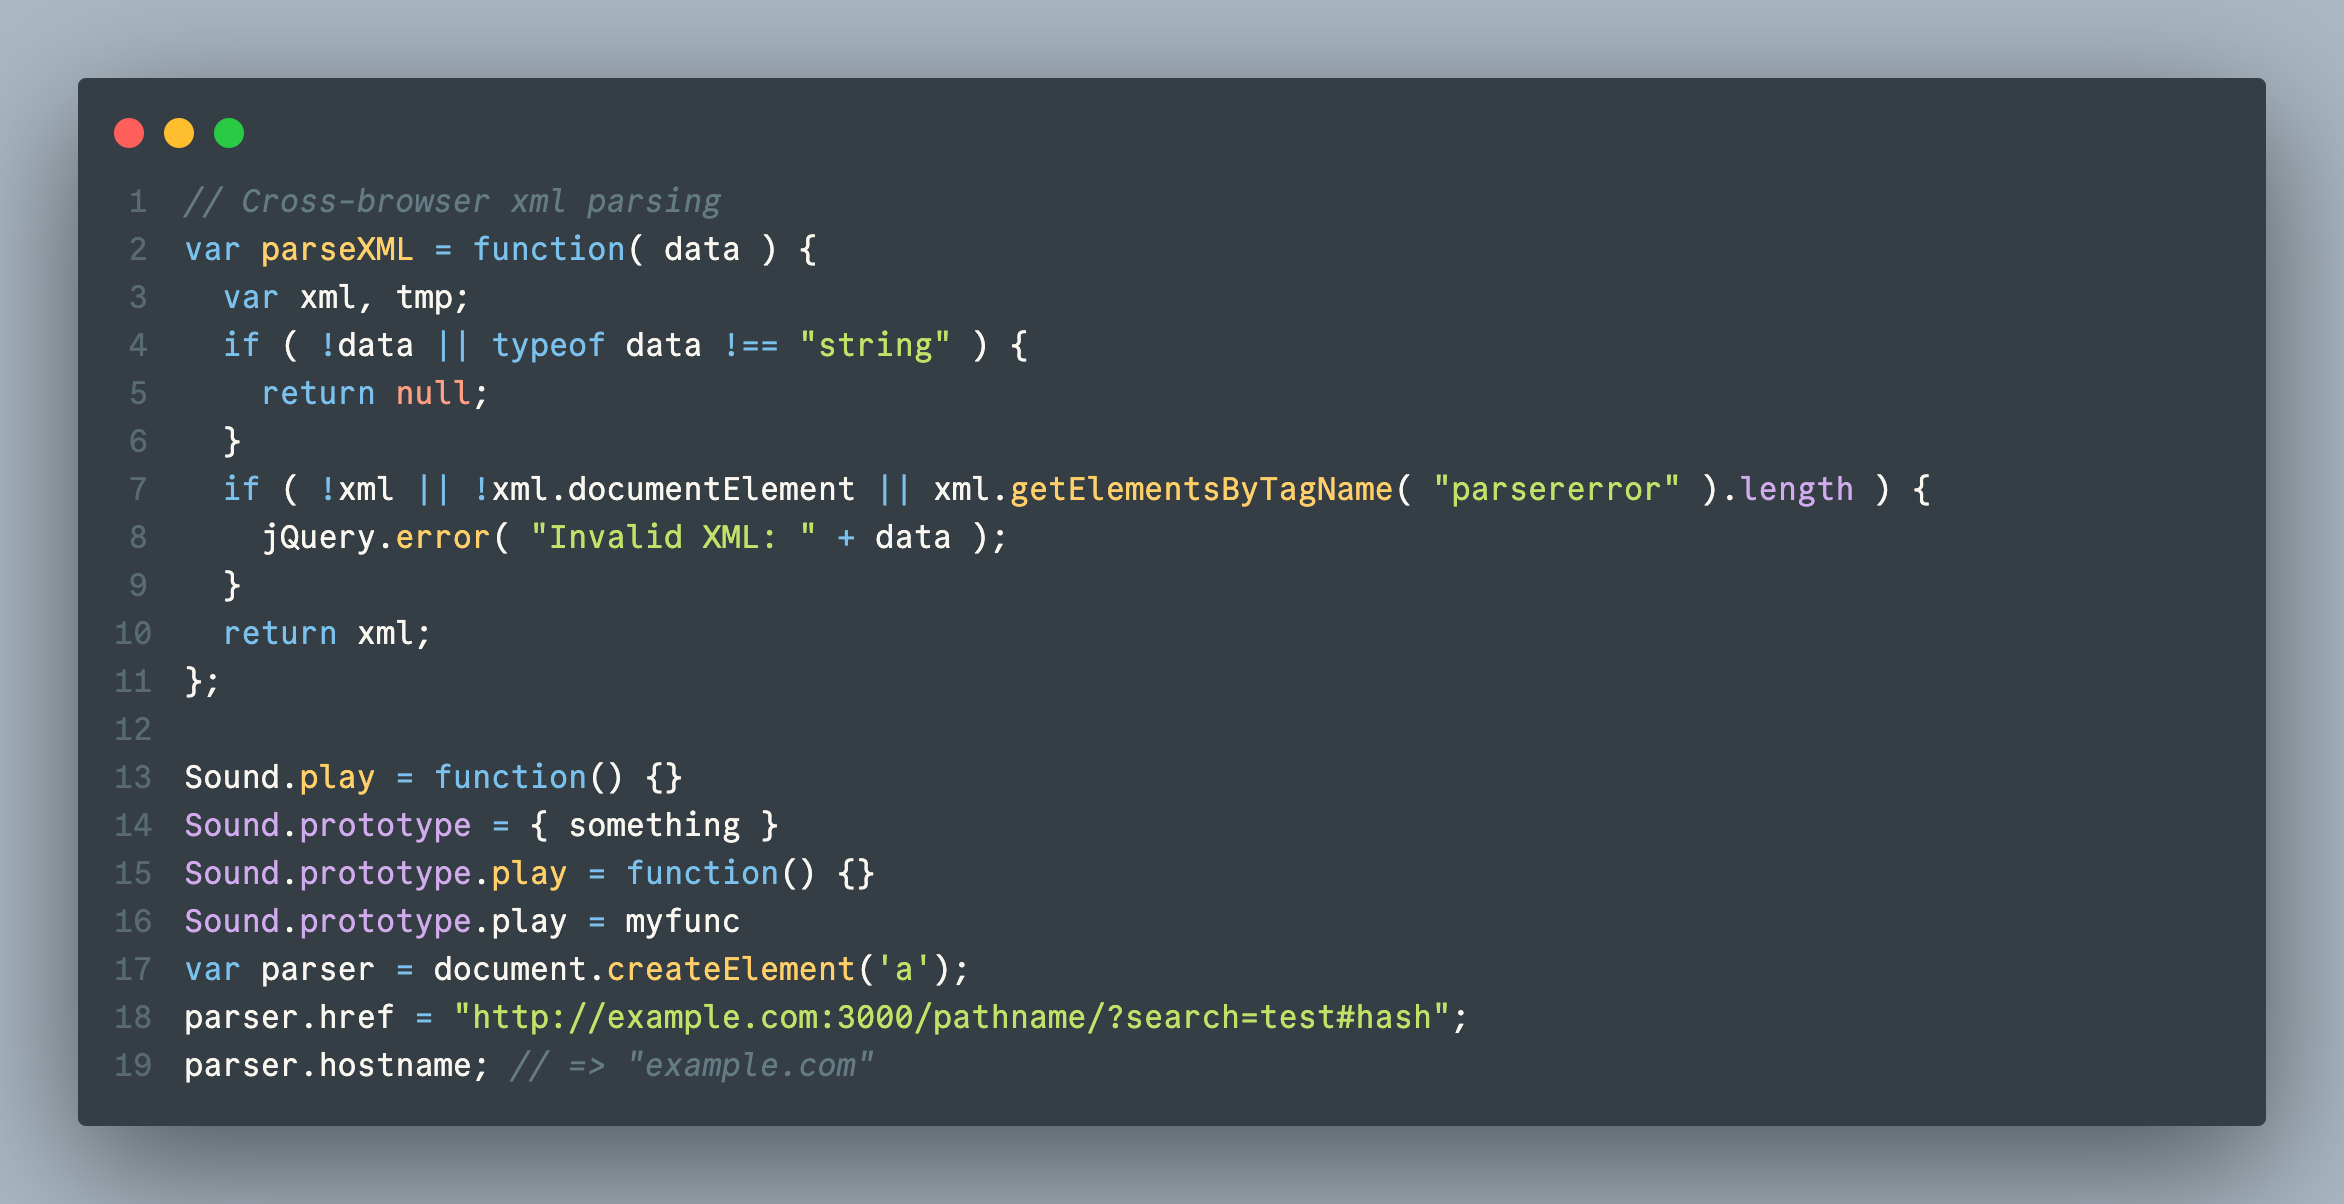 1 // Cross-browser xml parsing
2 var parseXML = function( data ) {
3   var xml, tmp;
4   if ( !data || typeof data !== "string" ) {
5     return null;
6   }
7   if ( !xml || !xml.documentElement || xml.getElementsByTagName( "parsererror" ).length ) {
8     jQuery.error( "Invalid XML: " + data );
9   }
10   return xml;
11 };
12
13 Sound.play = function() {}
14 Sound.prototype = { something }
15 Sound.prototype.play = function() {}
16 Sound.prototype.play = myfunc
17 var parser = document.createElement('a');
18 parser.href = "http://example.com:3000/pathname/?search=test#hash";
19 parser.hostname; // => "example.com"